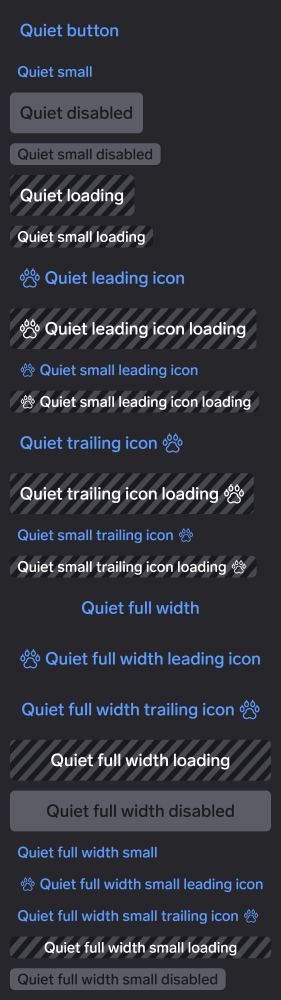 Quiet button
Quiet small
Quiet disabled
Quiet small disabled
Quiet loading
Quiet small loading
Quiet leading icon
Quiet leading icon loading
Quiet small leading icon
Quiet small leading icon loading
Quiet trailing icon
Quiet trailing icon loading
Quiet small trailing icon
Quiet small trailing icon loading
Quiet full width
Quiet full width leading icon
Quiet full width trailing icon
Quiet full width loading
Quiet full width disabled
Quiet full width small
Quiet full width small leading icon
Quiet full width small trailing icon
Quiet full width small loading
Quiet full width small disabled